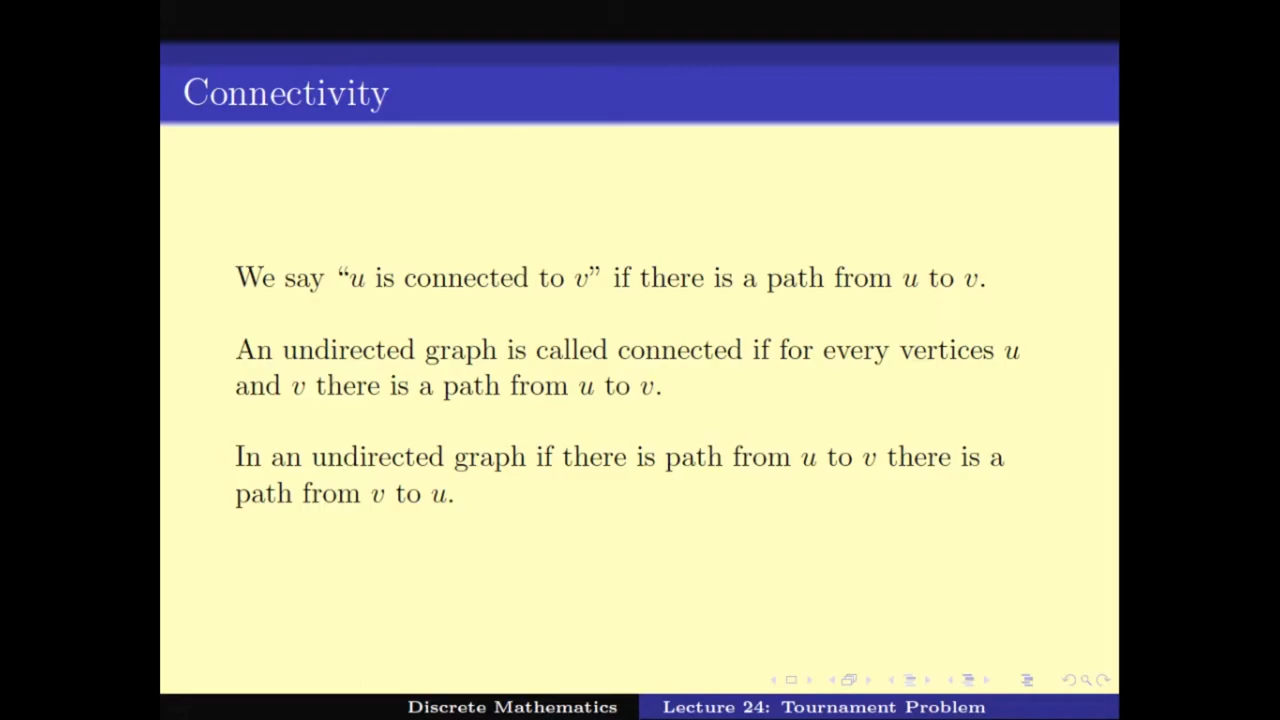 Connectivity
We say “u is connected to v” if there is a path from u to v.
An undirected graph is called connected if for every vertices u
and v there is a path from u to v.
In an undirected graph if there is path from u to v there is a
path from v to u.
Discrete Mathematics
Lecture 24: Tournament Problem